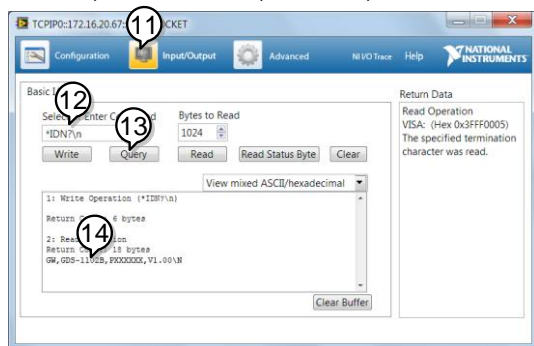 TCPIP0::172.16.20.67: CKET
11
Configuration Input/Output Advanced NI I/O Trace Help NATIONAL INSTRUMENTS
Basic I
12
Enter C d Bytes to Read
*IDN?\n 13 1024
Write Query Read Read Status Byte Clear
View mixed ASCII/hexadecimal
1: Write Operation (*IDN?\n)
Return C 6 bytes
14
2: Rea ion
Return C 18 bytes
GW,GDS-1102B,PXXXXXX,V1.00\N
Clear Buffer
Return Data
Read Operation
VISA: (Hex 0x3FFF0005)
The specified termination
character was read.